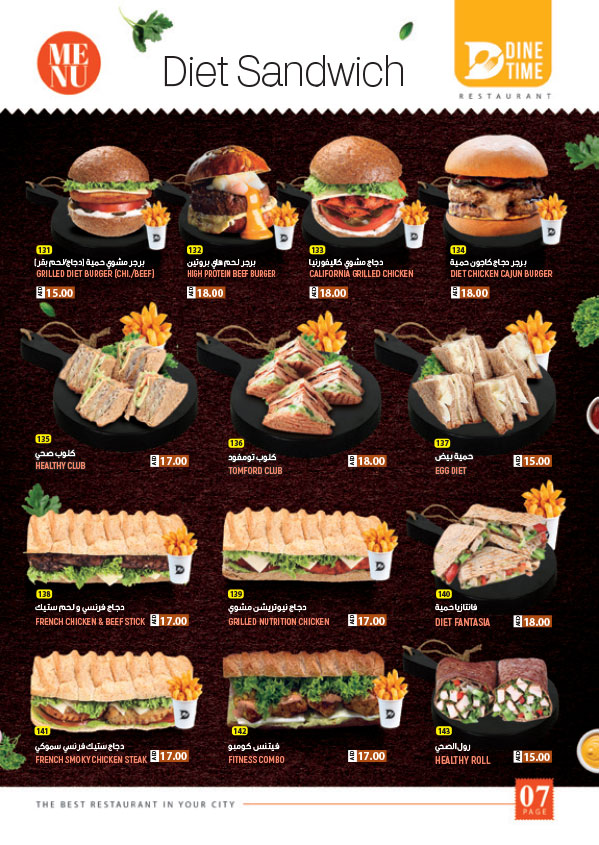 ME
NU
Diet Sandwich
DINE
TIME
RESTAURANT
131
132
133
134
برجر مشوي حمية (دجاج/لحم بقر)
برجر لحم هاي بروتين
دجاج مشوي كاليفورنيا
برجر دجاج كاجون حمية
GRILLED DIET BURGER (CHI./BEEF)
HIGH PROTEIN BEEF BURGER
CALIFORNIA GRILLED CHICKEN
DIET CHICKEN CAJUN BURGER
AED 15.00
AED 18.00
AED 18.00
AED 18.00
135
136
137
كلوب صحي
كلوب تومفود
حمية بيض
HEALTHY CLUB
AED 17.00
TOMFORD CLUB
AED 18.00
EGG DIET
AED 15.00
138
139
140
دجاج فرنسي و لحم ستيك
دجاج نيوتريشن مشوي
فانتازيا حمية
FRENCH CHICKEN & BEEF STICK
AED 17.00
GRILLED NUTRITION CHICKEN
AED 17.00
DIET FANTASIA
AED 18.00
141
142
143
دجاج ستيك فرنسي سموكي
فيتنس كومبو
رول الصحي
FRENCH SMOKY CHICKEN STEAK
AED 17.00
FITNESS COMBO
AED 17.00
HEALTHY ROLL
AED 15.00
THE BEST RESTAURANT IN YOUR CITY
07
PAGE